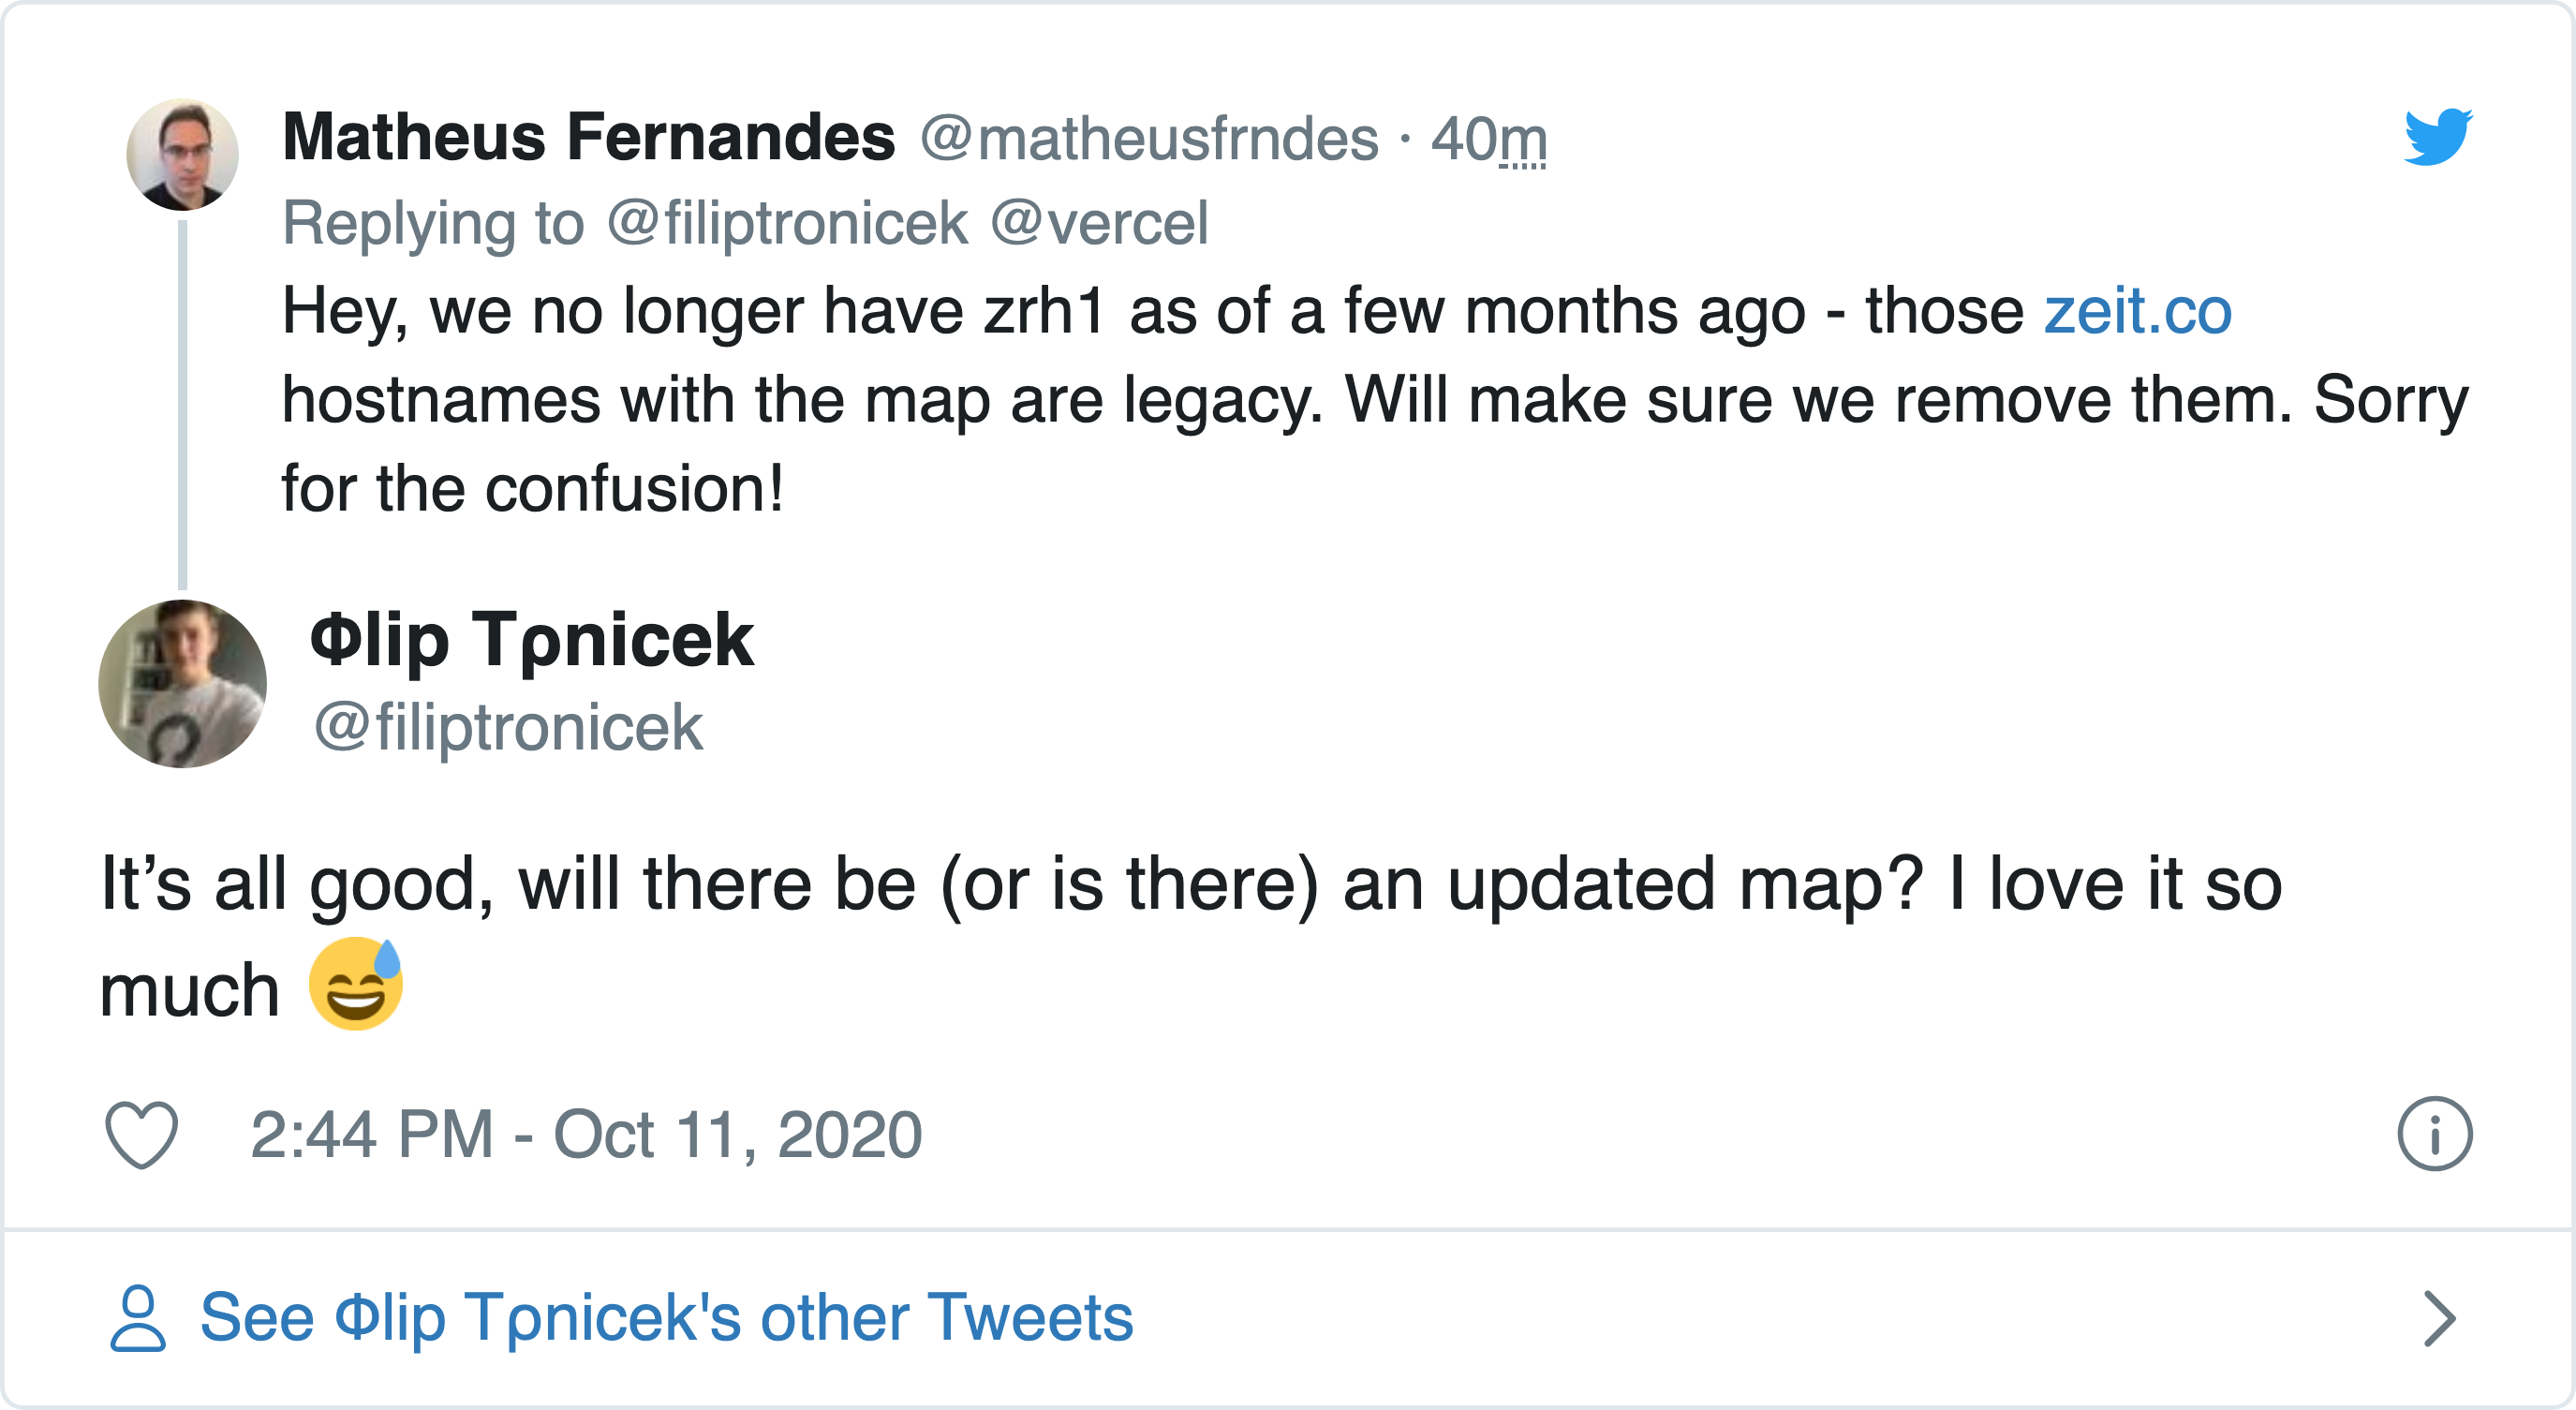 Matheus Fernandes @matheusfrndes · 40m
Replying to @filiptronicek @vercel
Hey, we no longer have zrh1 as of a few months ago - those zeit.co
hostnames with the map are legacy. Will make sure we remove them. Sorry
for the confusion!
Φlip Tρnicek
@filiptronicek
It’s all good, will there be (or is there) an updated map? I love it so
much 😅
2:44 PM - Oct 11, 2020
See Φlip Tρnicek's other Tweets